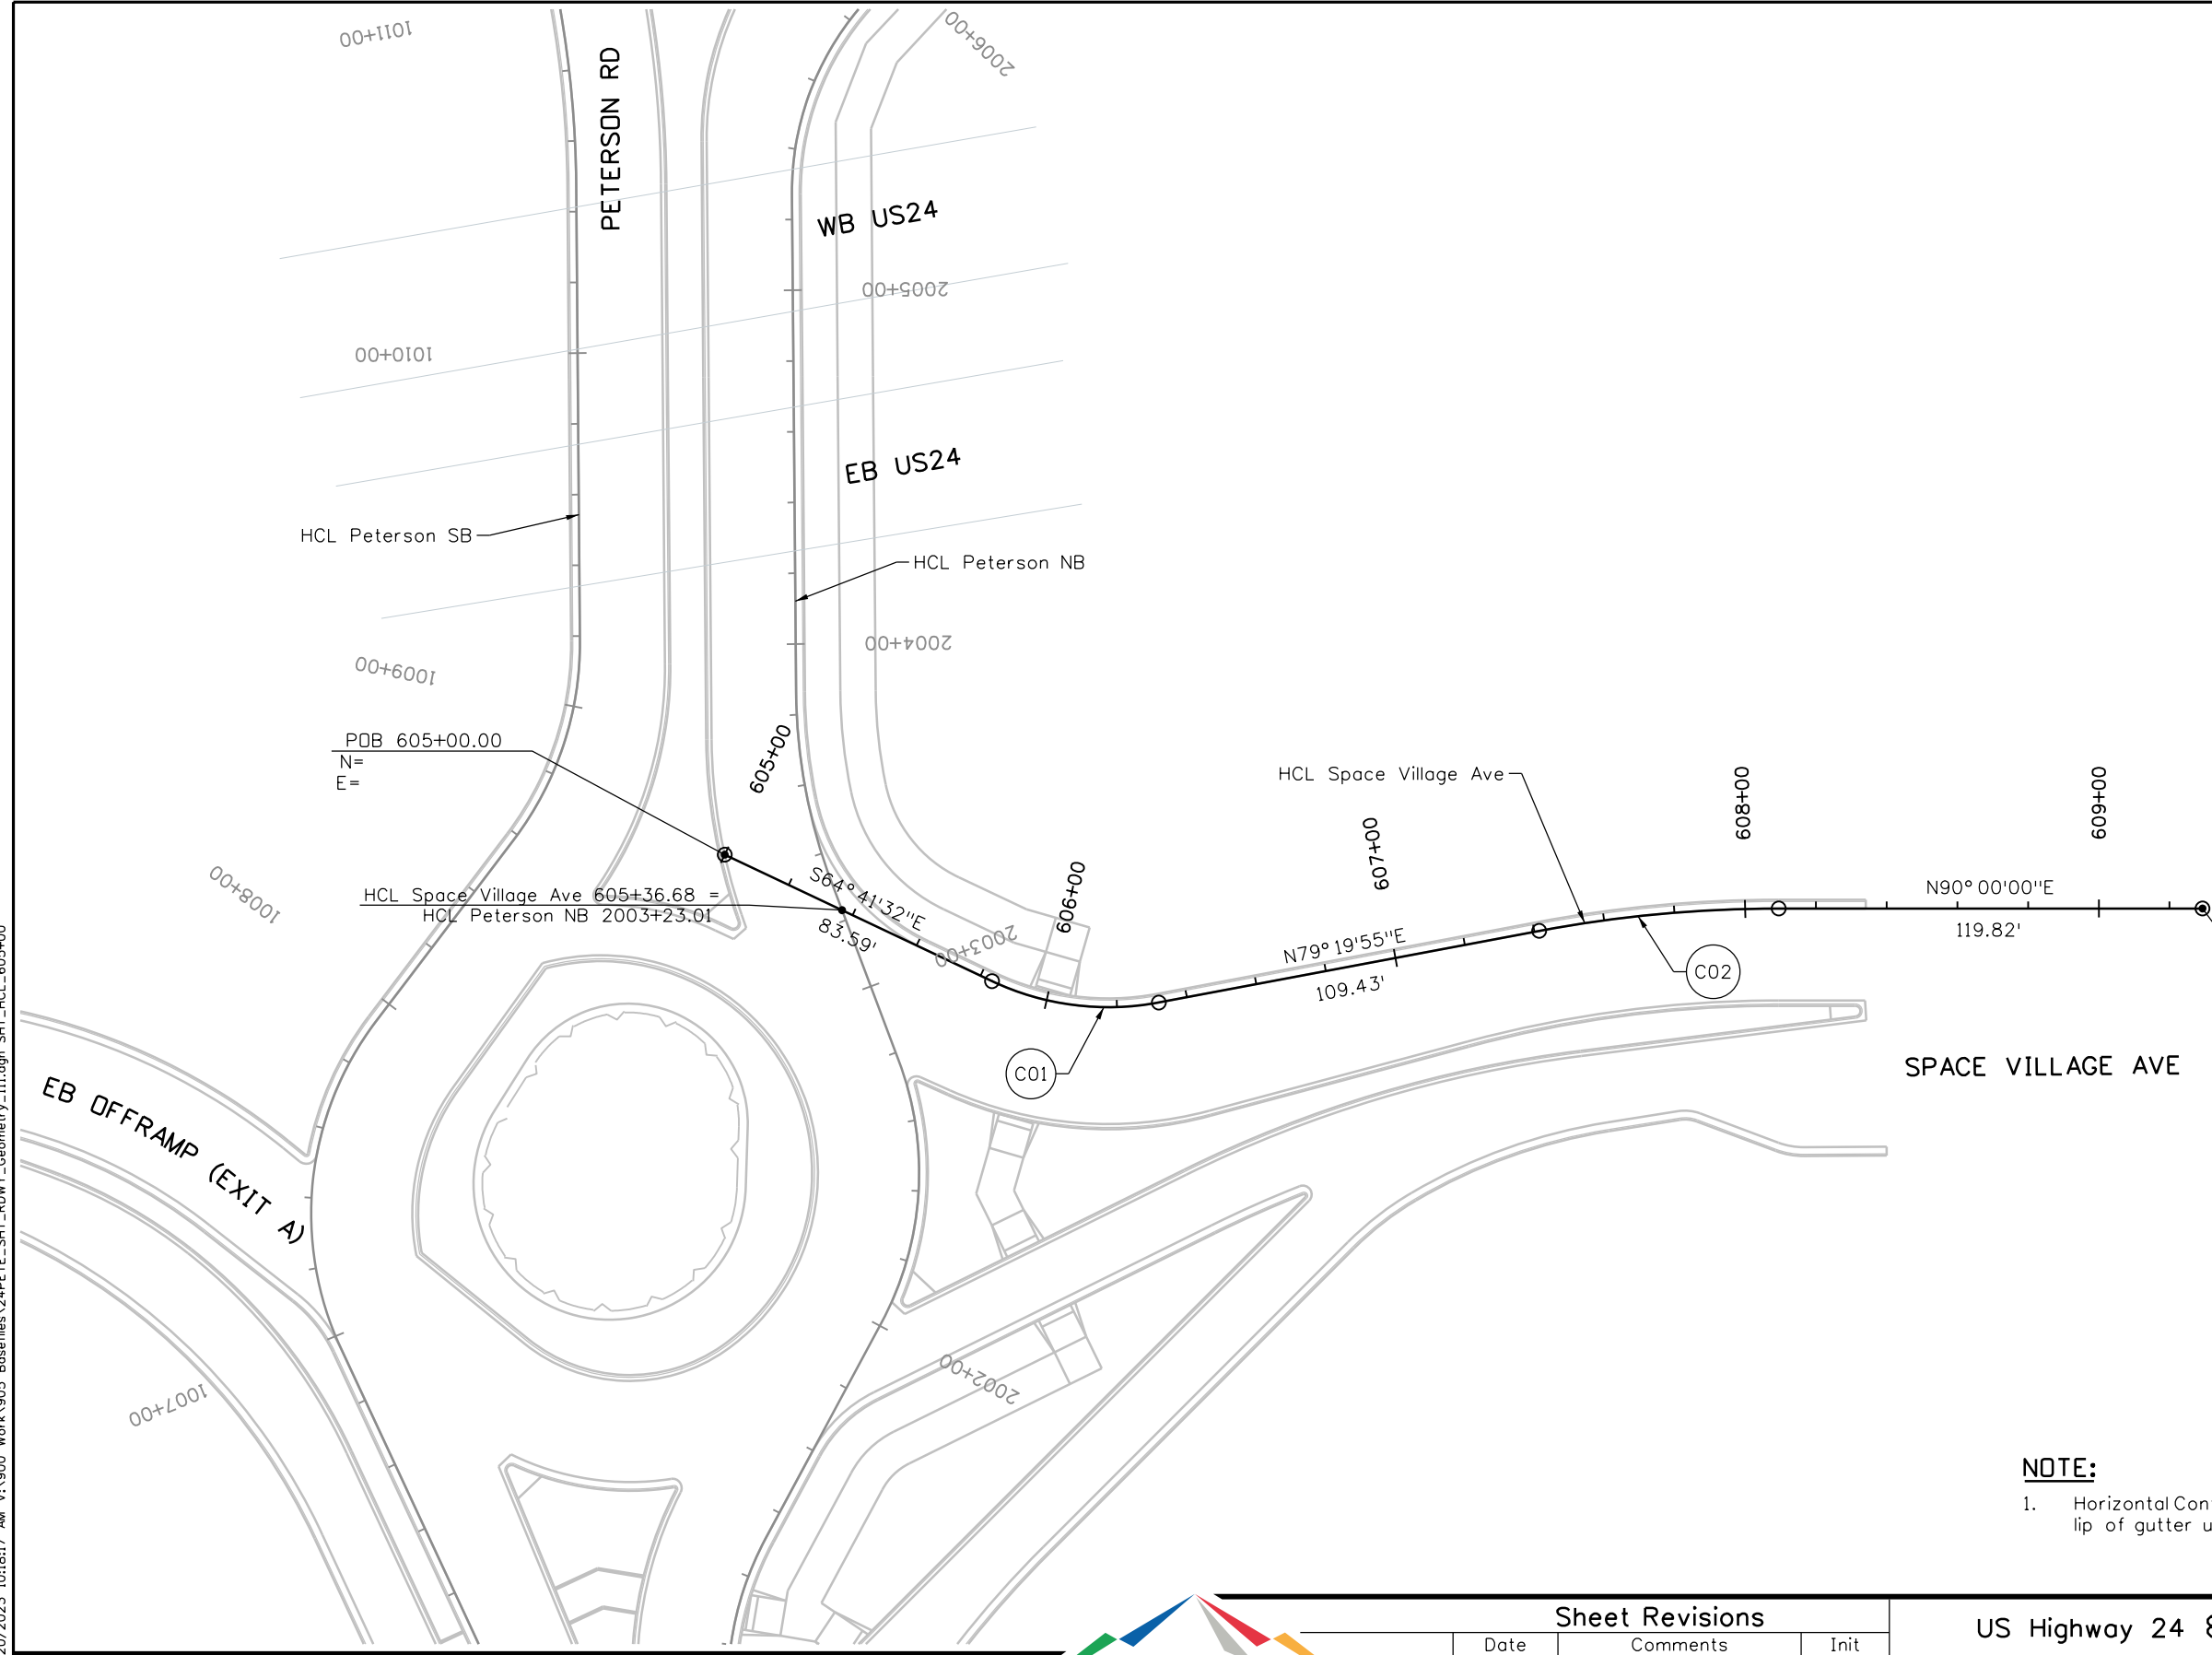 1011+00
2006+00
PETERSON RD
WB US24
2005+00
1010+00
EB US24
HCL Peterson SB
HCL Peterson NB
2004+00
1009+00
POB 605+00.00
N=
E=
605+00
HCL Space Village Ave
608+00
609+00
607+00
606+00
1008+00
HCL Space Village Ave 605+36.68 =
HCL Peterson NB 2003+23.01
S64°41'32"E
83.59'
2003+00
N79°19'55"E
109.43'
N90°00'00"E
119.82'
C02
C01
SPACE VILLAGE AVE
EB OFFRAMP (EXIT A)
2002+00
1007+00
NOTE:
1. Horizontal Con
lip of gutter u
Sheet Revisions
Date Comments Init
US Highway 24